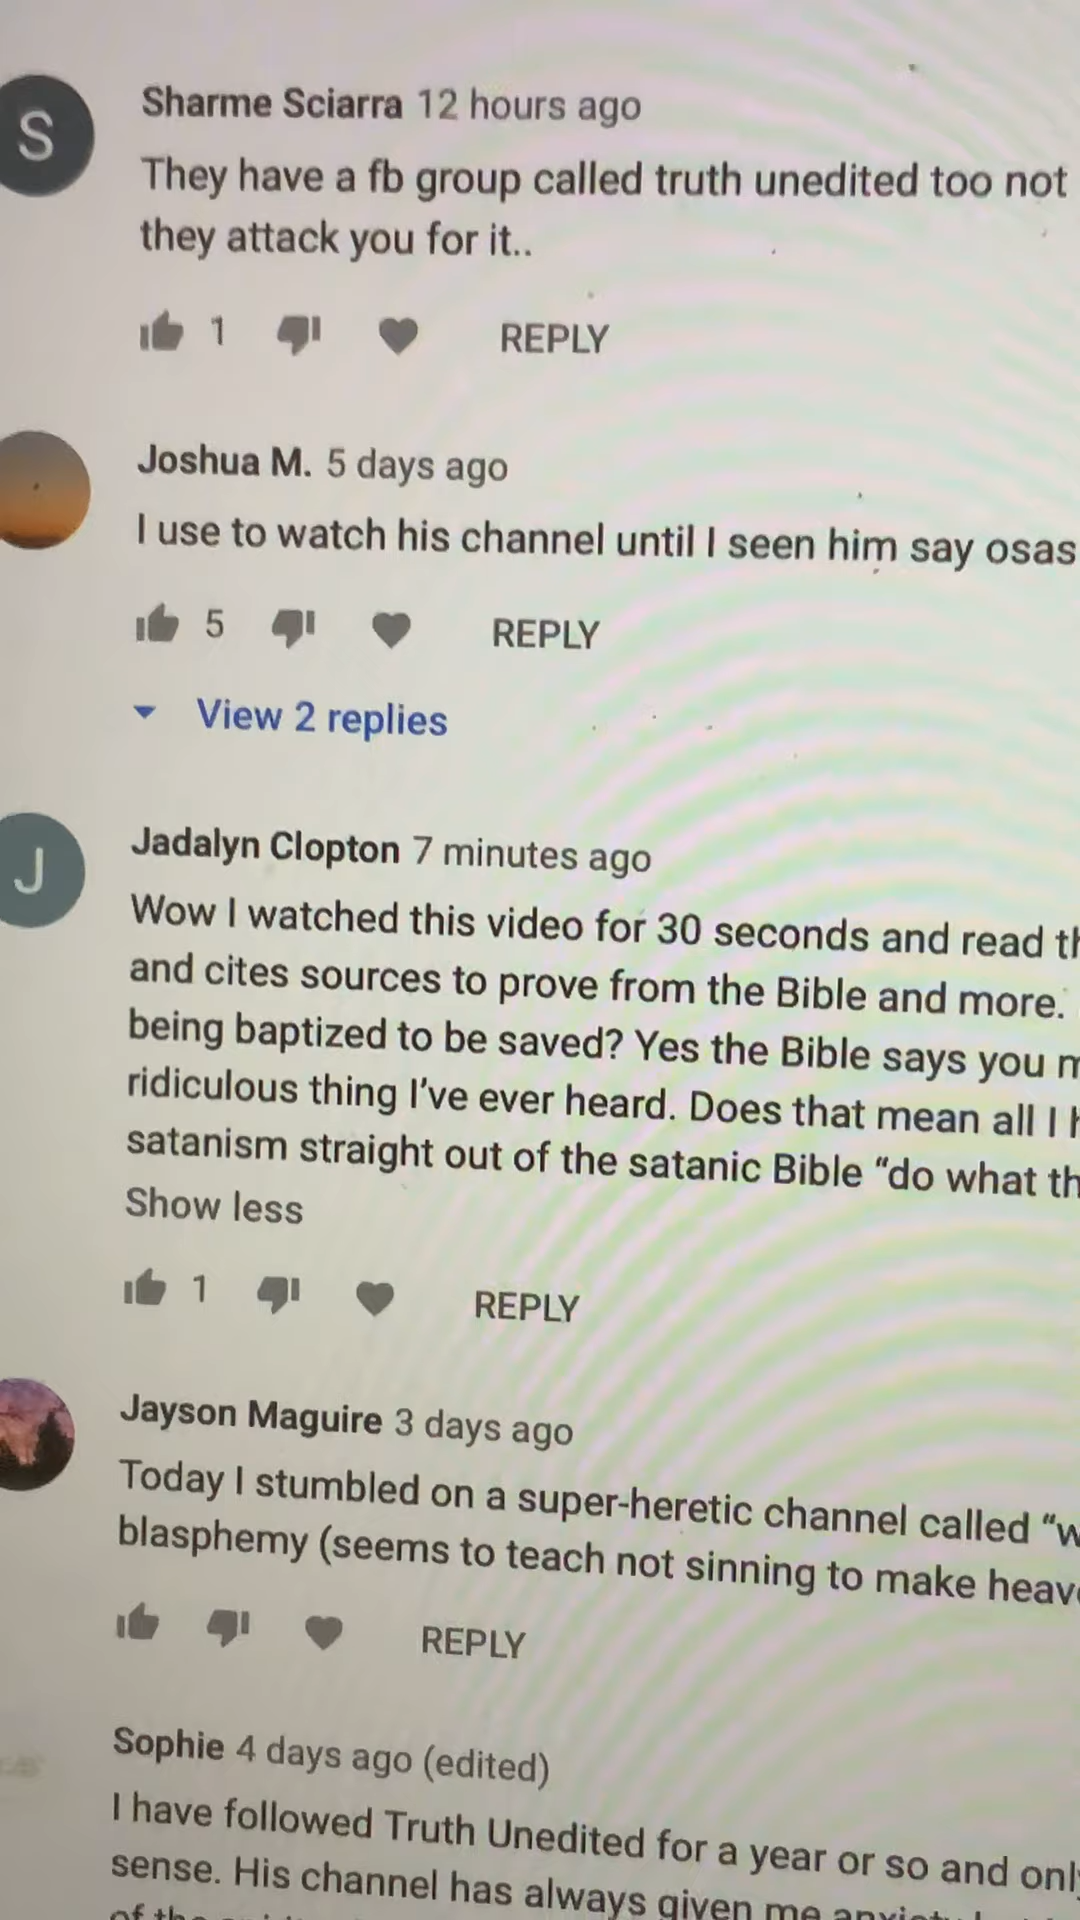 S
Sharme Sciarra 12 hours ago
They have a fb group called truth unedited too not
they attack you for it..
1 REPLY
Joshua M. 5 days ago
I use to watch his channel until I seen him say osas
5 REPLY
View 2 replies
J
Jadalyn Clopton 7 minutes ago
Wow I watched this video for 30 seconds and read th
and cites sources to prove from the Bible and more.
being baptized to be saved? Yes the Bible says you m
ridiculous thing I've ever heard. Does that mean all I h
satanism straight out of the satanic Bible “do what th
Show less
1 REPLY
Jayson Maguire 3 days ago
Today I stumbled on a super-heretic channel called “w
blasphemy (seems to teach not sinning to make heave
REPLY
Sophie 4 days ago (edited)
I have followed Truth Unedited for a year or so and only
sense. His channel has always given me anxiety
of the